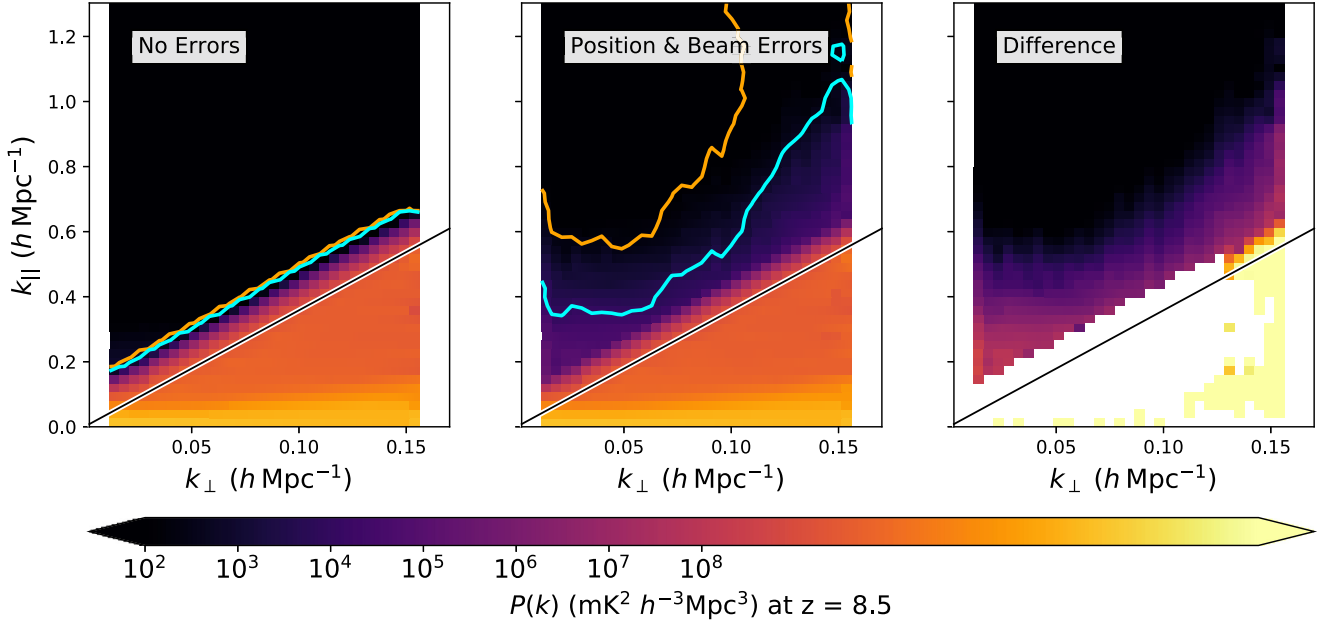 No Errors
Position & Beam Errors
Difference
k|| (h Mpc⁻¹)
1.2
1.0
0.8
0.6
0.4
0.2
0.0
0.05 0.10 0.15
0.05 0.10 0.15
0.05 0.10 0.15
k⊥ (h Mpc⁻¹)
k⊥ (h Mpc⁻¹)
k⊥ (h Mpc⁻¹)
10² 10³ 10⁴ 10⁵ 10⁶ 10⁷ 10⁸
P(k) (mK² h⁻³Mpc³) at z = 8.5